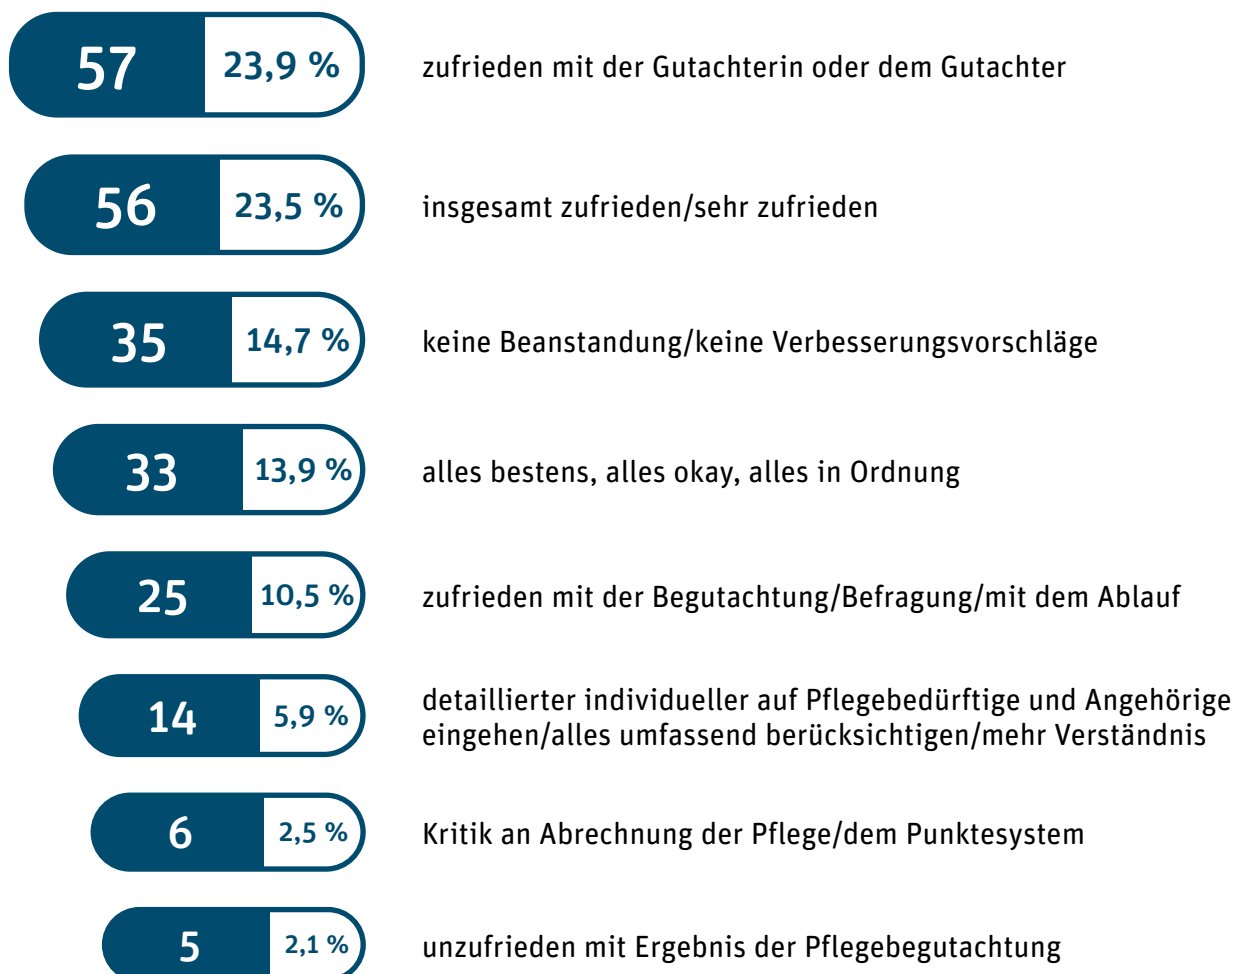 57 23,9 % zufrieden mit der Gutachterin oder dem Gutachter
56 23,5 % insgesamt zufrieden/sehr zufrieden
35 14,7 % keine Beanstandung/keine Verbesserungsvorschläge
33 13,9 % alles bestens, alles okay, alles in Ordnung
25 10,5 % zufrieden mit der Begutachtung/Befragung/mit dem Ablauf
14 5,9 % detaillierter individueller auf Pflegebedürftige und Angehörige
eingehen/alles umfassend berücksichtigen/mehr Verständnis
6 2,5 % Kritik an Abrechnung der Pflege/dem Punktesystem
5 2,1 % unzufrieden mit Ergebnis der Pflegebegutachtung